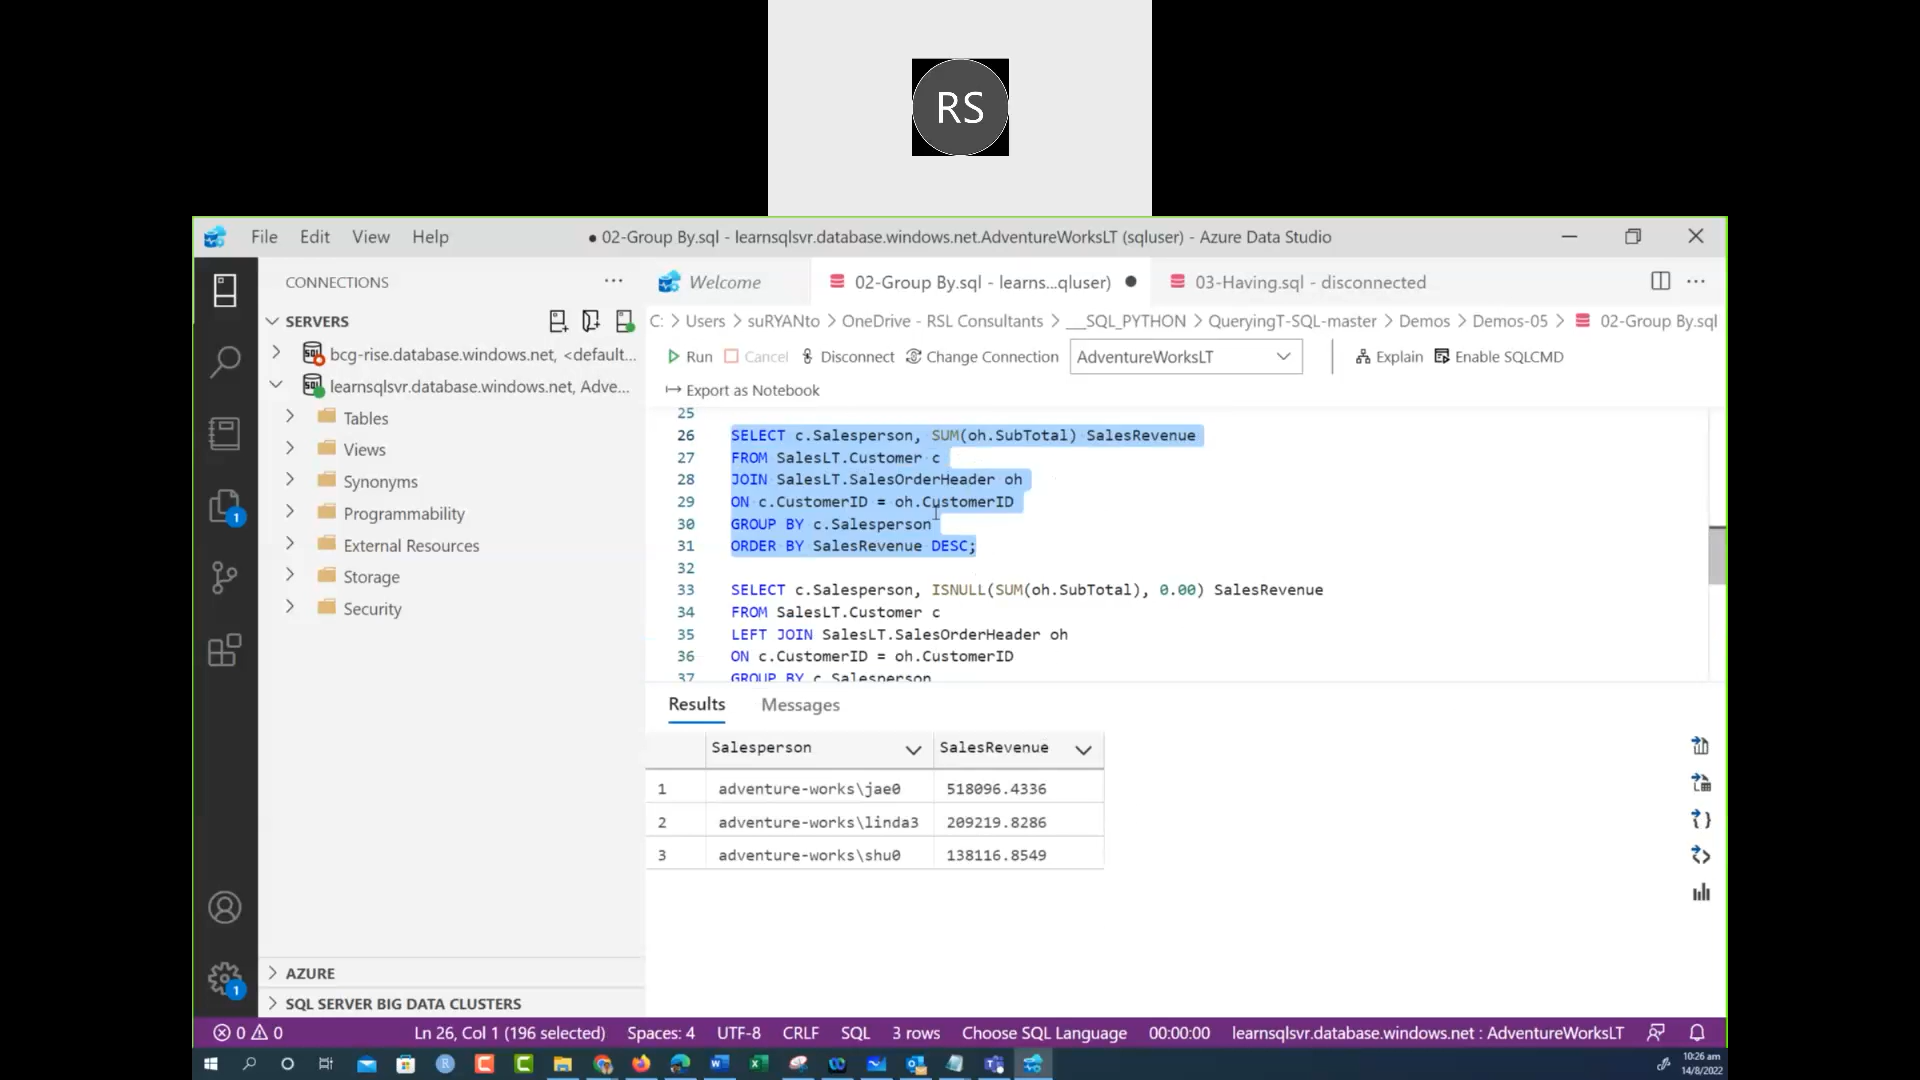 RS
File Edit View Help
● 02-Group By.sql - learnsqlsvr.database.windows.net.AdventureWorksLT (sqluser) - Azure Data Studio
CONNECTIONS
Welcome
02-Group By.sql - learns...qluser)
03-Having.sql - disconnected
SERVERS
C: > Users > suRYANto > OneDrive - RSL Consultants > __SQL_PYTHON > QueryingT-SQL-master > Demos > Demos-05 > 02-Group By.sql
bcg-rise.database.windows.net, <default...
learnsqlsvr.database.windows.net, Adve...
Tables
Views
Synonyms
Programmability
External Resources
Storage
Security
AZURE
SQL SERVER BIG DATA CLUSTERS
Run Cancel Disconnect Change Connection AdventureWorksLT Explain Enable SQLCMD
Export as Notebook
25
26 SELECT c.Salesperson, SUM(oh.SubTotal) SalesRevenue
27 FROM SalesLT.Customer c
28 JOIN SalesLT.SalesOrderHeader oh
29 ON c.CustomerID = oh.CustomerID
30 GROUP BY c.Salesperson
31 ORDER BY SalesRevenue DESC;
32
33 SELECT c.Salesperson, ISNULL(SUM(oh.SubTotal), 0.00) SalesRevenue
34 FROM SalesLT.Customer c
35 LEFT JOIN SalesLT.SalesOrderHeader oh
36 ON c.CustomerID = oh.CustomerID
37 GROUP BY c.Salesperson
Results Messages
Salesperson SalesRevenue
1 adventure-works\jae0 518096.4336
2 adventure-works\linda3 209219.8286
3 adventure-works\shu0 138116.8549
1
1
0 0 Ln 26, Col 1 (196 selected) Spaces: 4 UTF-8 CRLF SQL 3 rows Choose SQL Language 00:00:00 learnsqlsvr.database.windows.net : AdventureWorksLT
10:26 am
14/8/2022